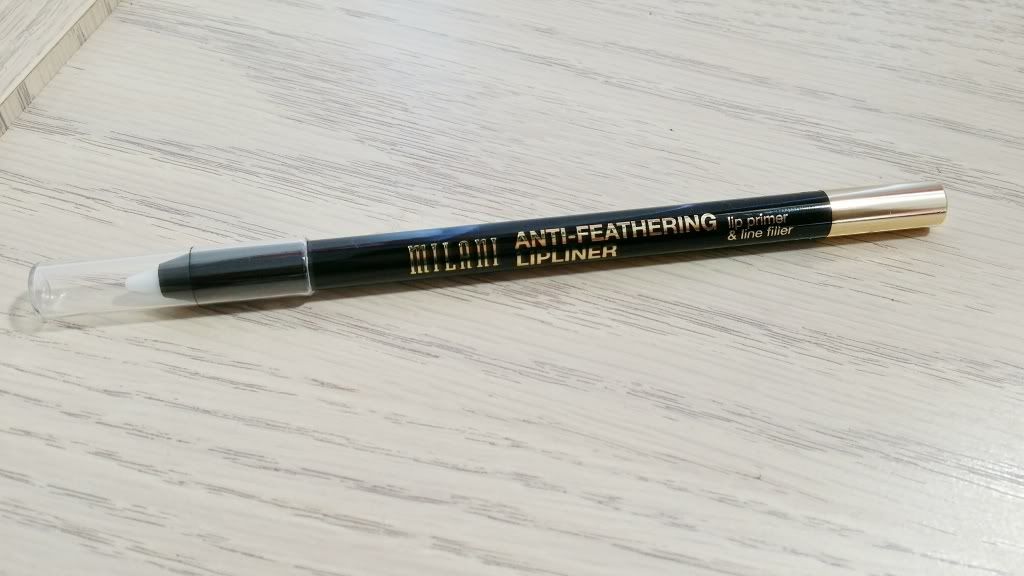 MILANI
ANTI-FEATHERING
LIPLINER
lip primer
& line filler